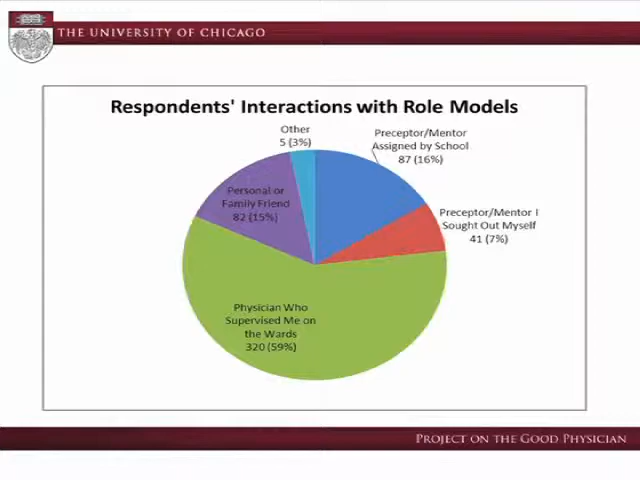 THE UNIVERSITY OF CHICAGO
Respondents' Interactions with Role Models
Other
5 (3%)
Preceptor/Mentor
Assigned by School
87 (16%)
Personal or
Family Friend
82 (15%)
Preceptor/Mentor I
Sought Out Myself
41 (7%)
Physician Who
Supervised Me on
the Wards
320 (59%)
PROJECT ON THE GOOD PHYSICIAN